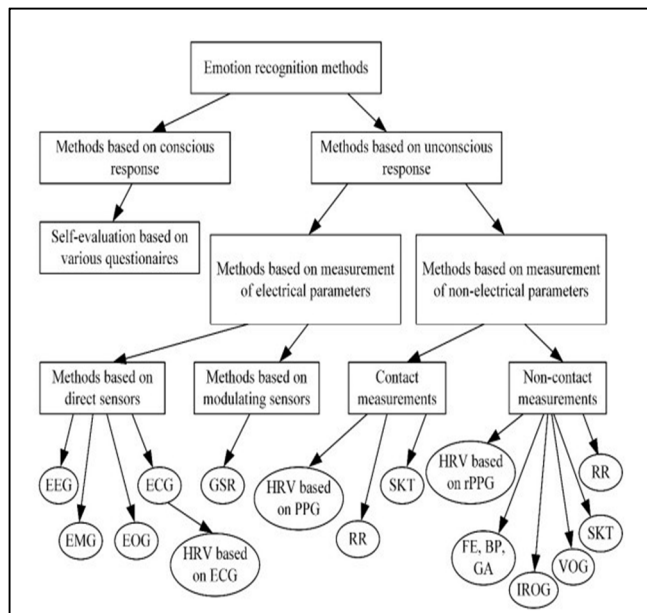 Emotion recognition methods
Methods based on conscious
response
Methods based on unconscious
response
Self-evaluation based on
various questionaires
Methods based on measurement
of electrical parameters
Methods based on measurement
of non-electrical parameters
Methods based on
direct sensors
Methods based on
modulating sensors
Contact
measurements
Non-contact
measurements
EEG
EMG
EOG
ECG
HRV based
on ECG
GSR
HRV based
on PPG
RR
SKT
HRV based
on rPPG
FE, BP,
GA
IROG
VOG
SKT
RR